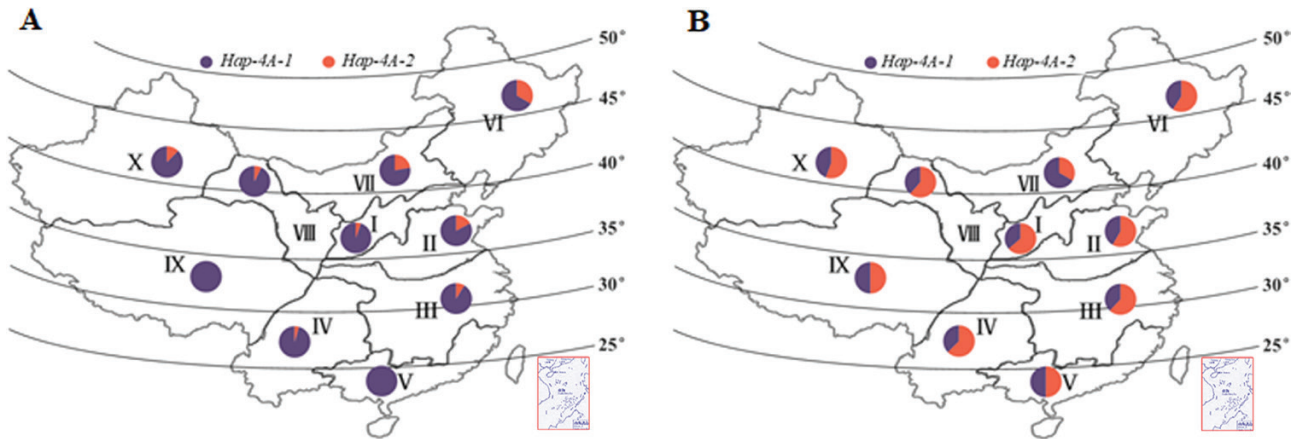 A
B
Hap-4A-1 Hap-4A-2
Hap-4A-1 Hap-4A-2
50°
45°
40°
35°
30°
25°
50°
45°
40°
35°
30°
25°
VI
X
VII
I
VIII
II
IX
III
IV
V
VI
X
VII
I
VIII
II
IX
III
IV
V